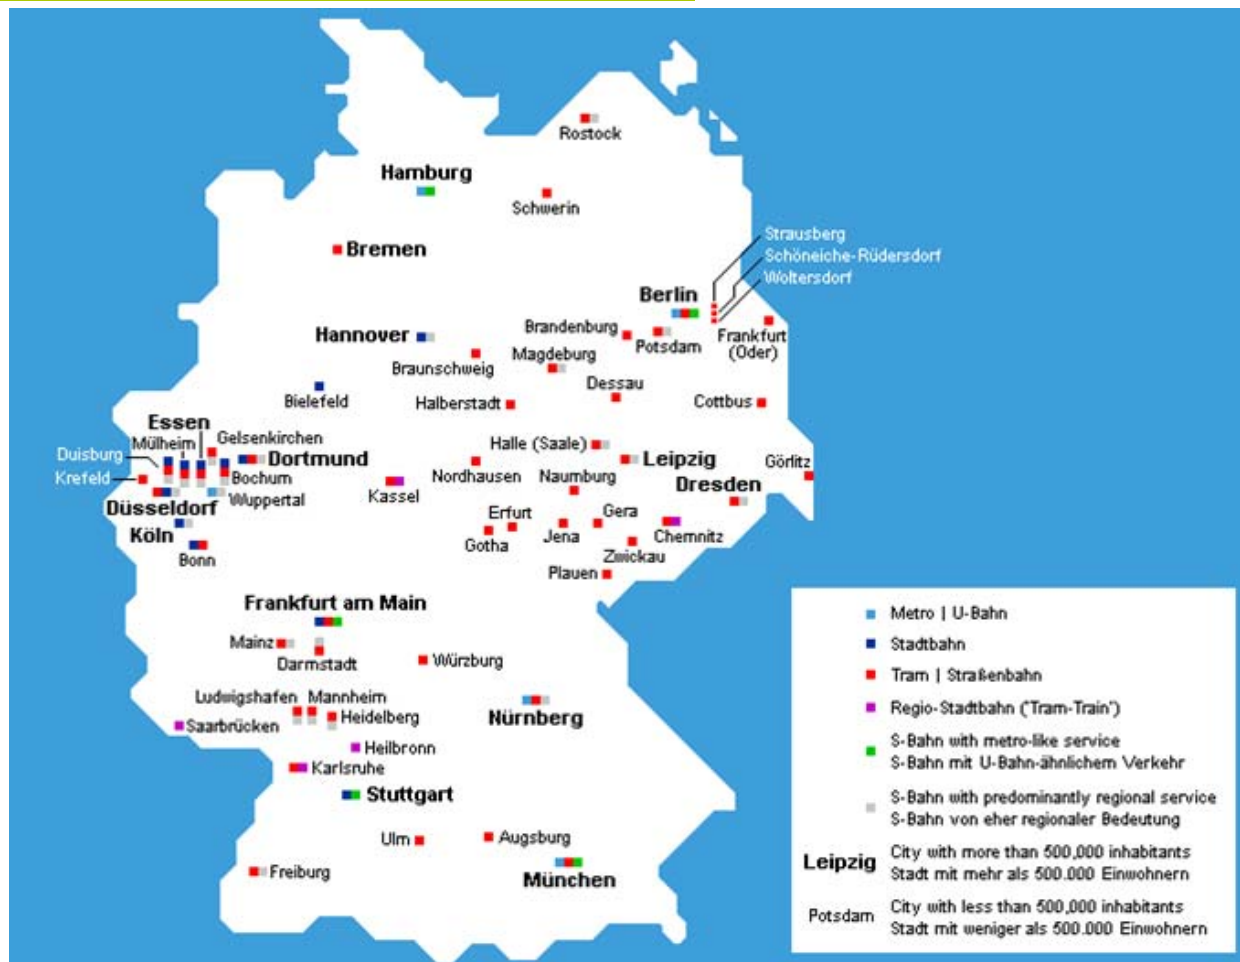 Rostock
Hamburg
Schwerin
Bremen
Strausberg
Schöneiche-Rüdersdorf
Woltersdorf
Berlin
Hannover
Brandenburg
Potsdam
Frankfurt
(Oder)
Braunschweig
Magdeburg
Dessau
Bielefeld
Halberstadt
Cottbus
Essen
Mülheim
Gelsenkirchen
Duisburg
Dortmund
Halle (Saale)
Leipzig
Görlitz
Krefeld
Bochum
Nordhausen
Naumburg
Dresden
Kassel
Düsseldorf
Wuppertal
Köln
Erfurt
Gera
Gotha
Jena
Chemnitz
Bonn
Zwickau
Plauen
Frankfurt am Main
Mainz
Darmstadt
Würzburg
Ludwigshafen
Mannheim
Heidelberg
Saarbrücken
Nürnberg
Heilbronn
Karlsruhe
Stuttgart
Ulm
Augsburg
Freiburg
München
Metro | U-Bahn
Stadtbahn
Tram | Straßenbahn
Regio-Stadtbahn ('Tram-Train')
S-Bahn with metro-like service
S-Bahn mit U-Bahn-ähnlichem Verkehr
S-Bahn with predominantly regional service
S-Bahn von eher regionaler Bedeutung
Leipzig
City with more than 500,000 inhabitants
Stadt mit mehr als 500.000 Einwohnern
Potsdam
City with less than 500,000 inhabitants
Stadt mit weniger als 500.000 Einwohnern